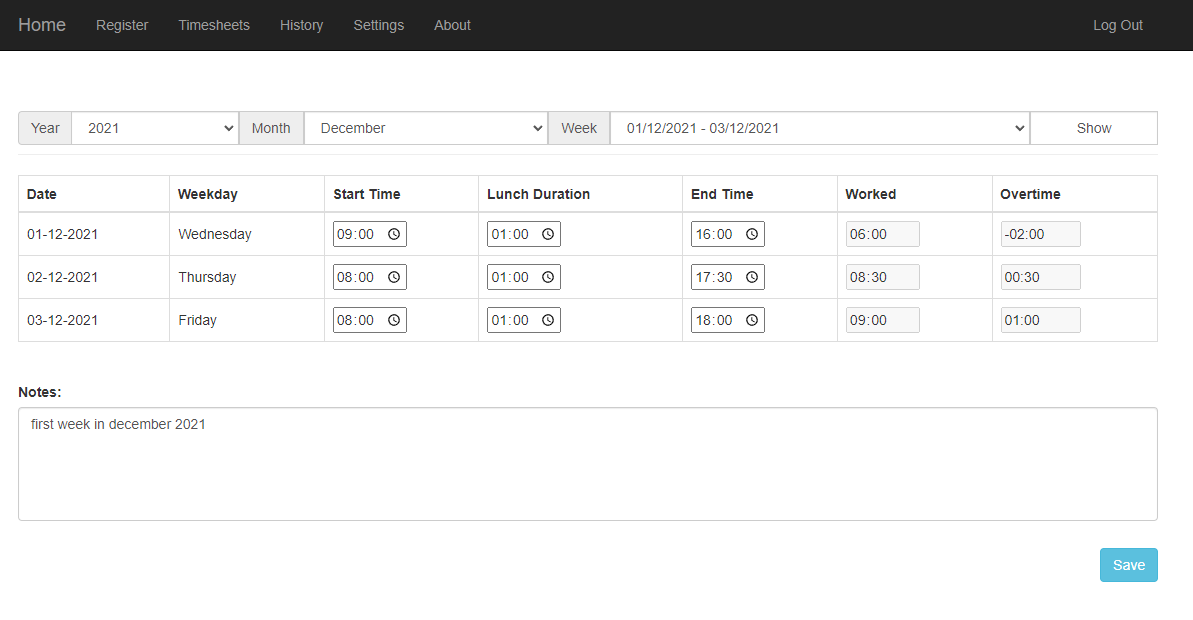 Home Register Timesheets History Settings About Log Out
Year 2021 Month December Week 01/12/2021 - 03/12/2021 Show
Date Weekday Start Time Lunch Duration End Time Worked Overtime
01-12-2021 Wednesday 09:00 01:00 16:00 06:00 -02:00
02-12-2021 Thursday 08:00 01:00 17:30 08:30 00:30
03-12-2021 Friday 08:00 01:00 18:00 09:00 01:00
Notes:
first week in december 2021
Save